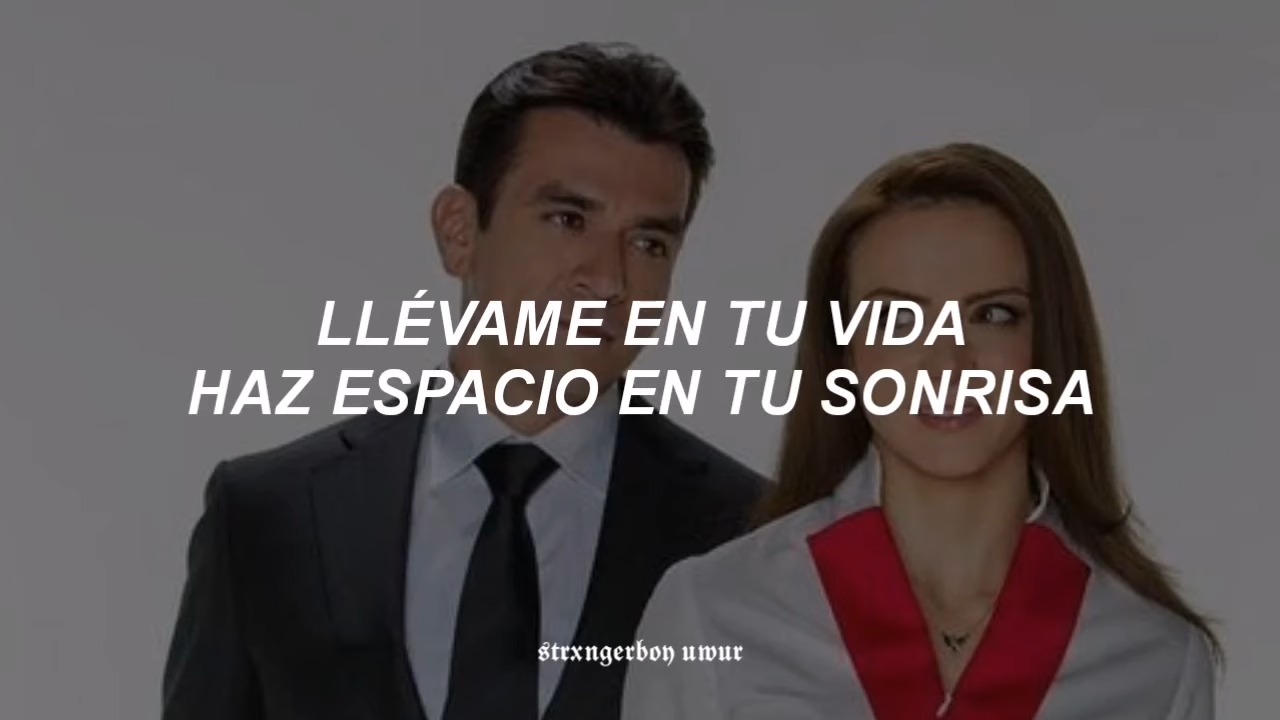 LLÉVAME EN TU VIDA
HAZ ESPACIO EN TU SONRISA
strxngerboy uwur